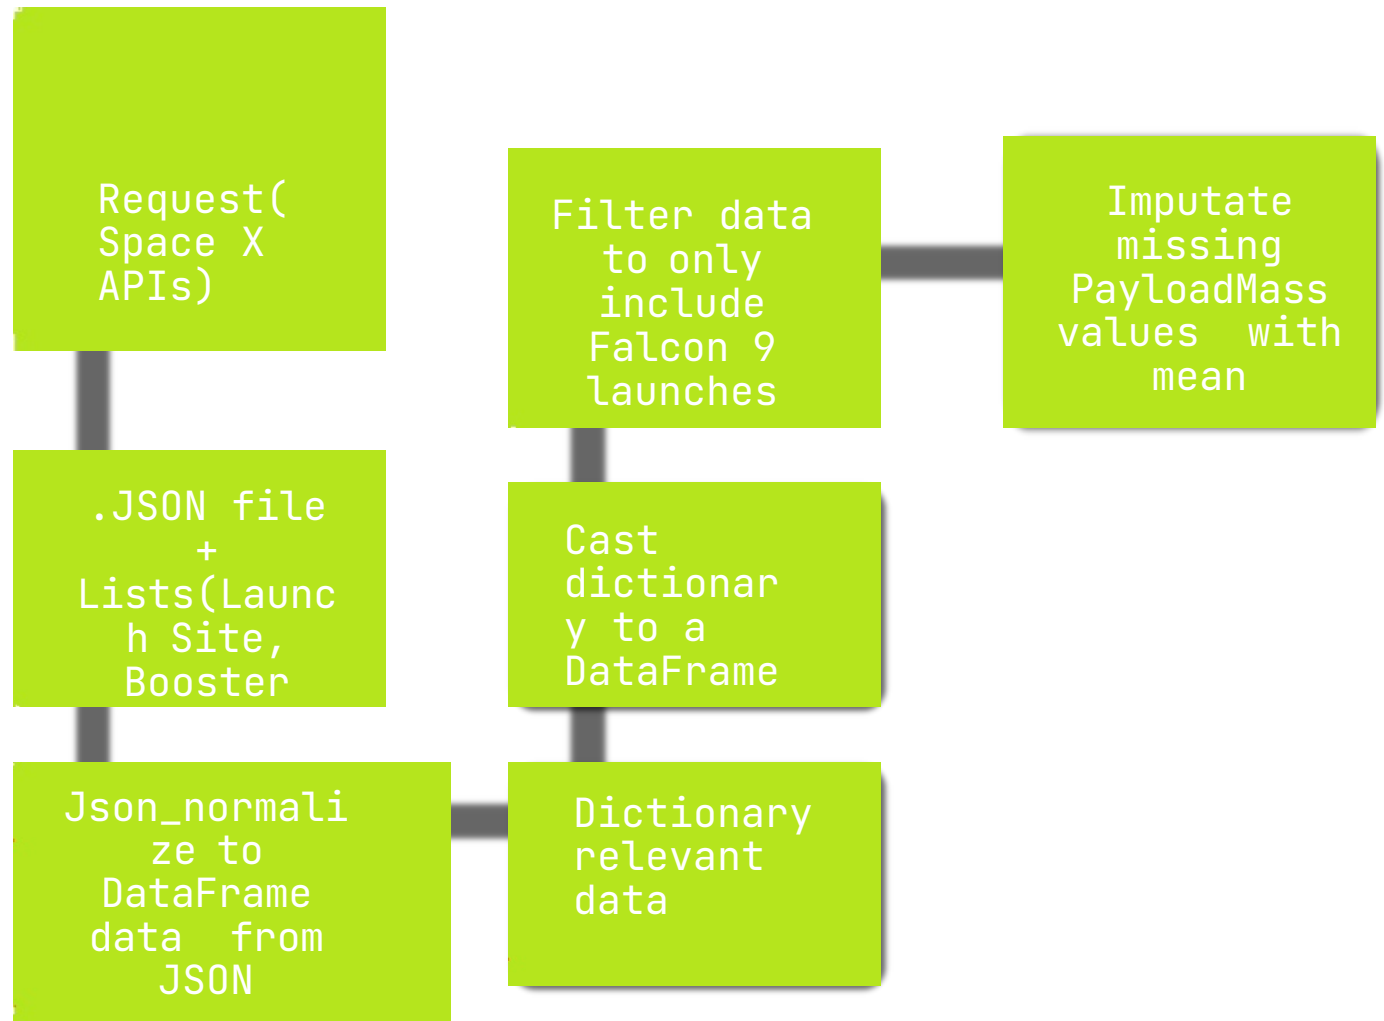 Request(
Space X
APIs)
.JSON file
+
Lists(Launc
h Site,
Booster
Json_normali
ze to
DataFrame
data  from
JSON
Dictionary
relevant
data
Cast
dictionar
y to a
DataFrame
Filter data
to only
include
Falcon 9
launches
Imputate
missing
PayloadMass
values  with
mean